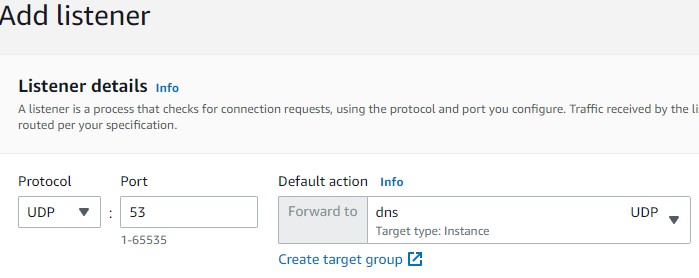 Add listener
Listener details Info
A listener is a process that checks for connection requests, using the protocol and port you configure. Traffic received by the li
routed per your specification.
Protocol Port Default action Info
UDP : 53 Forward to dns UDP
Target type: Instance
1-65535
Create target group